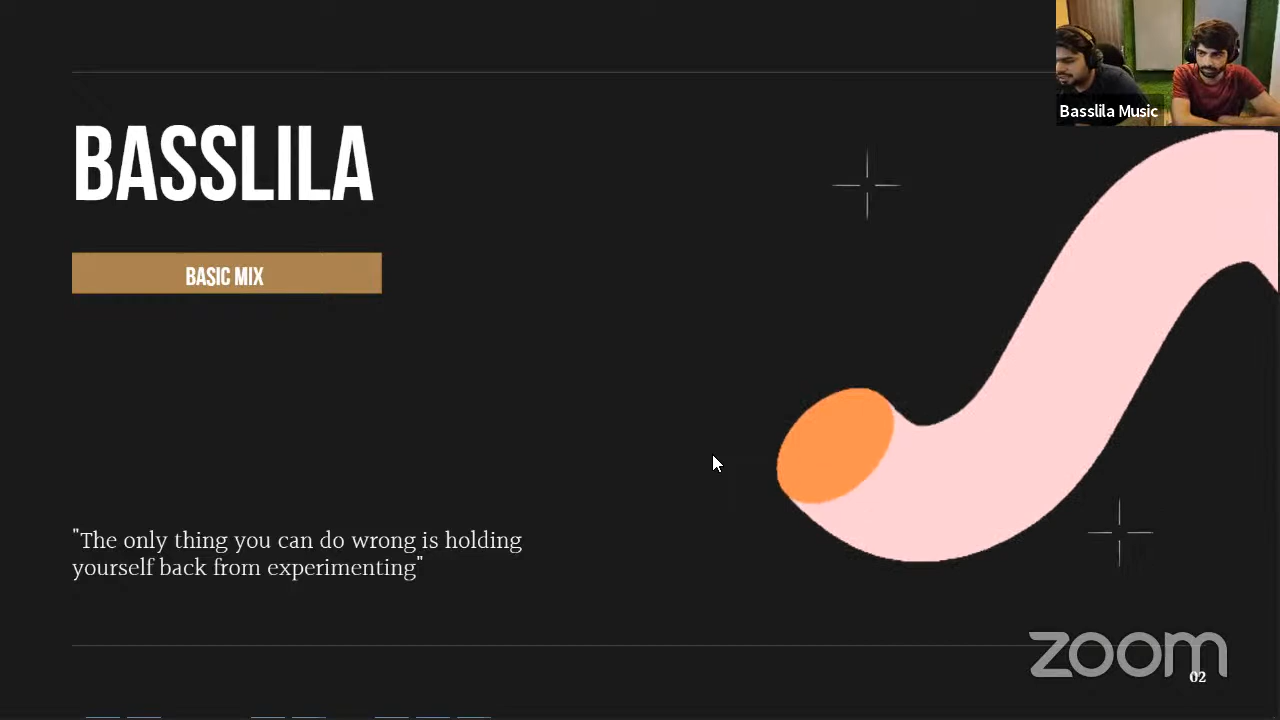 Basslila Music
BASSLILA
BASIC MIX
"The only thing you can do wrong is holding
yourself back from experimenting"
zoom
02